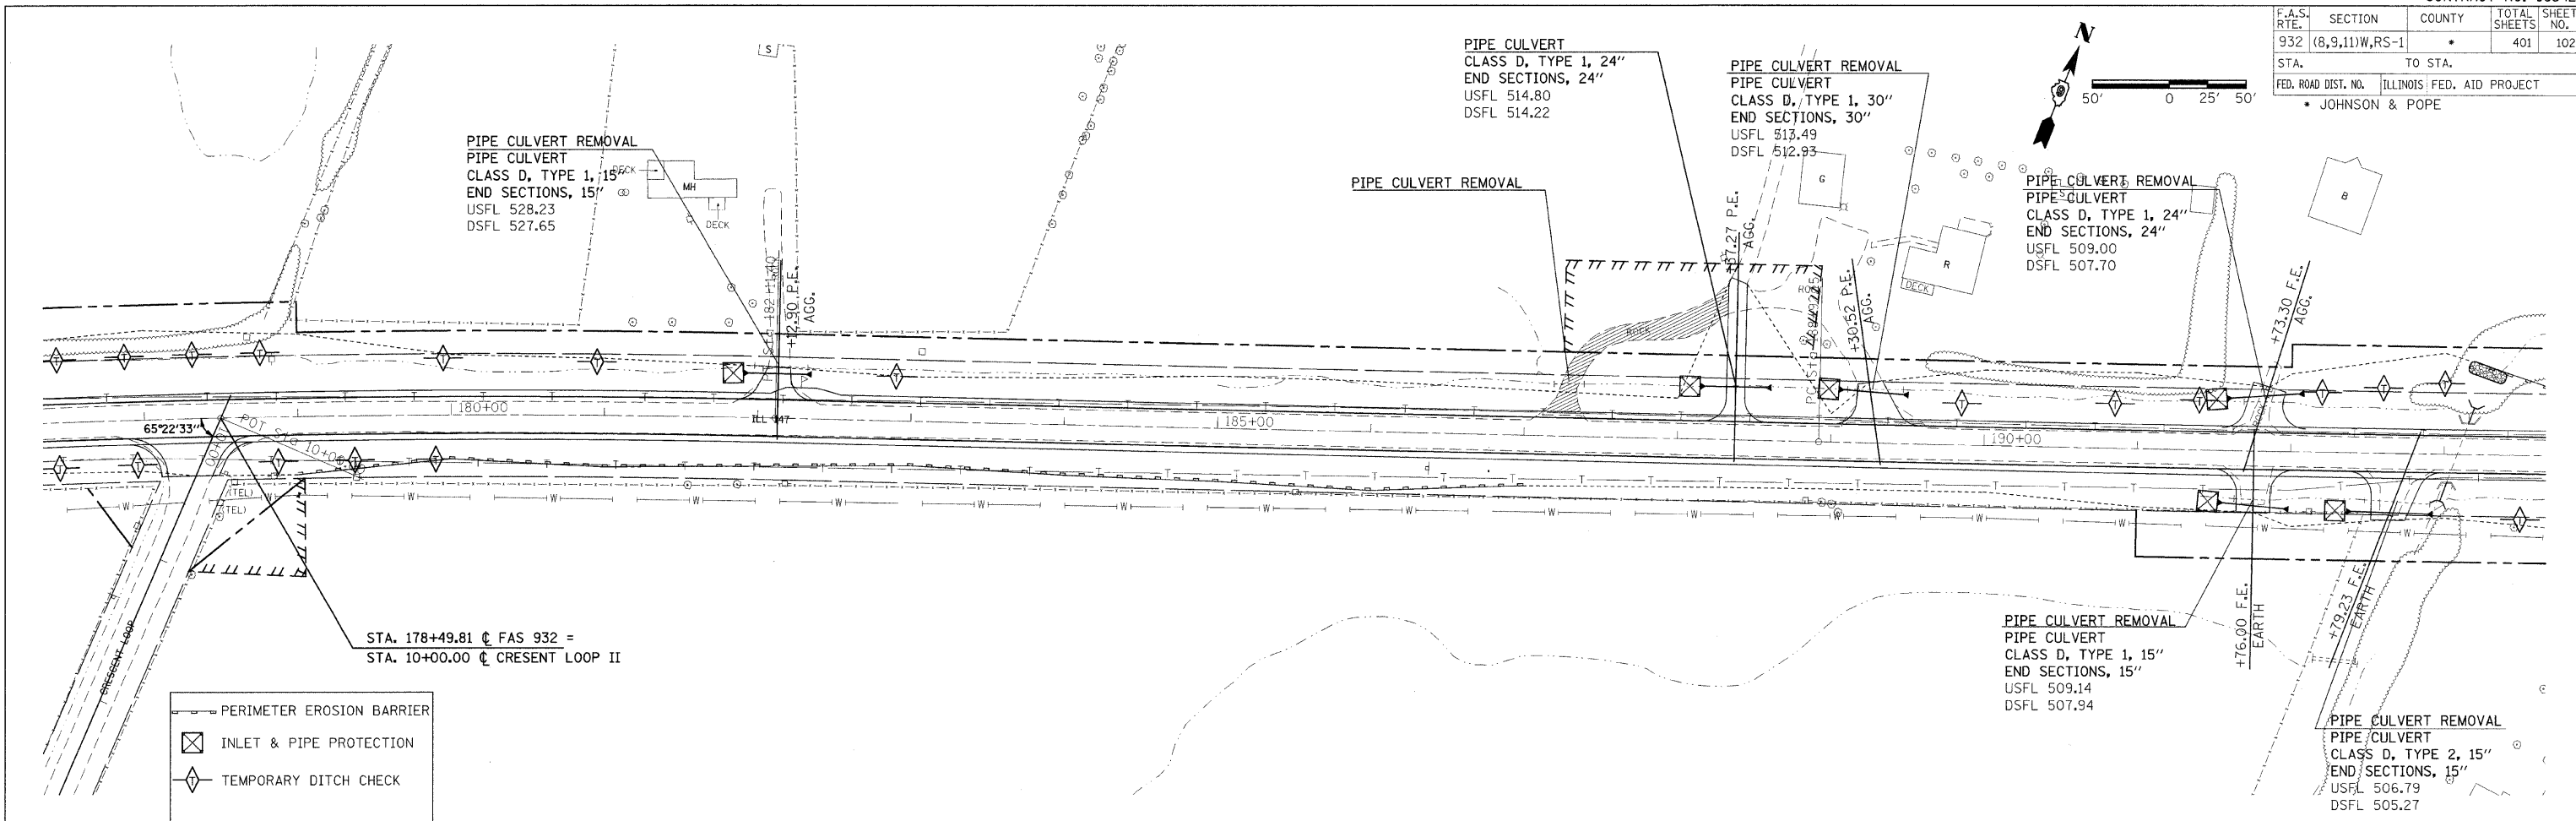 F.A.S. RTE. SECTION COUNTY TOTAL SHEETS SHEET NO.
932 (8,9,11)W,RS-1 * 401 102
STA. TO STA.
FED. ROAD DIST. NO. ILLINOIS FED. AID PROJECT
* JOHNSON & POPE
N
50' 0 25' 50'
S
PIPE CULVERT REMOVAL
PIPE CULVERT
CLASS D, TYPE 1, 15"
END SECTIONS, 15"
USFL 528.23
DSFL 527.65
DECK
MH
DECK
PIPE CULVERT
CLASS D, TYPE 1, 24"
END SECTIONS, 24"
USFL 514.80
DSFL 514.22
PIPE CULVERT REMOVAL
PIPE CULVERT
CLASS D, TYPE 1, 30"
END SECTIONS, 30"
USFL 513.49
DSFL 512.93
PIPE CULVERT REMOVAL
PIPE CULVERT REMOVAL
PIPE CULVERT
CLASS D, TYPE 1, 24"
END SECTIONS, 24"
USFL 509.00
DSFL 507.70
G
R
DECK
B
S
+12.90 P.E.
AGG.
+37.27 P.E.
AGG.
+30.52 P.E.
AGG.
+73.30 F.E.
AGG.
ROCK
180+00
185+00
190+00
ILL 147
65°22'33"
POT Sta 10+00.00
(TEL)
(TEL)
W W W W W W W W W W W W W W W W W
CRESCENT LOOP
STA. 178+49.81 ℄ FAS 932 =
STA. 10+00.00 ℄ CRESENT LOOP II
PERIMETER EROSION BARRIER
INLET & PIPE PROTECTION
T TEMPORARY DITCH CHECK
PIPE CULVERT REMOVAL
PIPE CULVERT
CLASS D, TYPE 1, 15"
END SECTIONS, 15"
USFL 509.14
DSFL 507.94
+76.00 F.E.
EARTH
+79.23 F.E.
EARTH
PIPE CULVERT REMOVAL
PIPE CULVERT
CLASS D, TYPE 2, 15"
END SECTIONS, 15"
USFL 506.79
DSFL 505.27